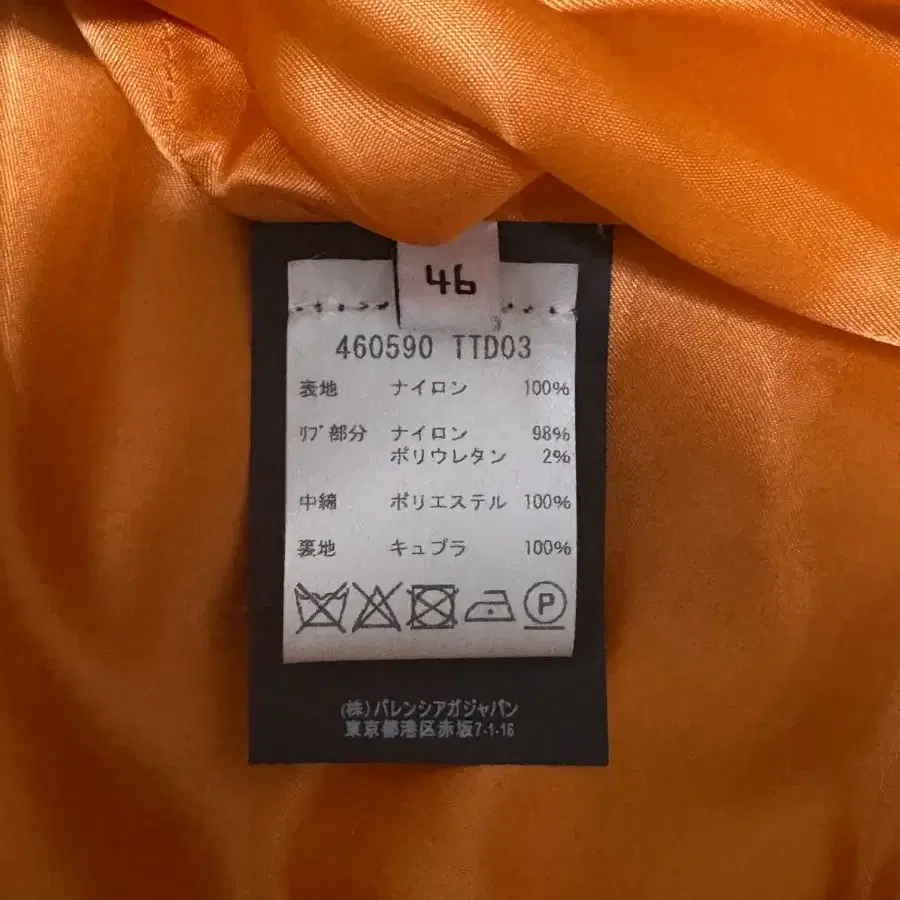 46
460590 TTD03
表地 ナイロン 100%
リブ部分 ナイロン 98%
ポリウレタン 2%
中綿 ポリエステル 100%
裏地 キュプラ 100%
P
(株)バレンシアガジャパン
東京都港区赤坂7-1-16